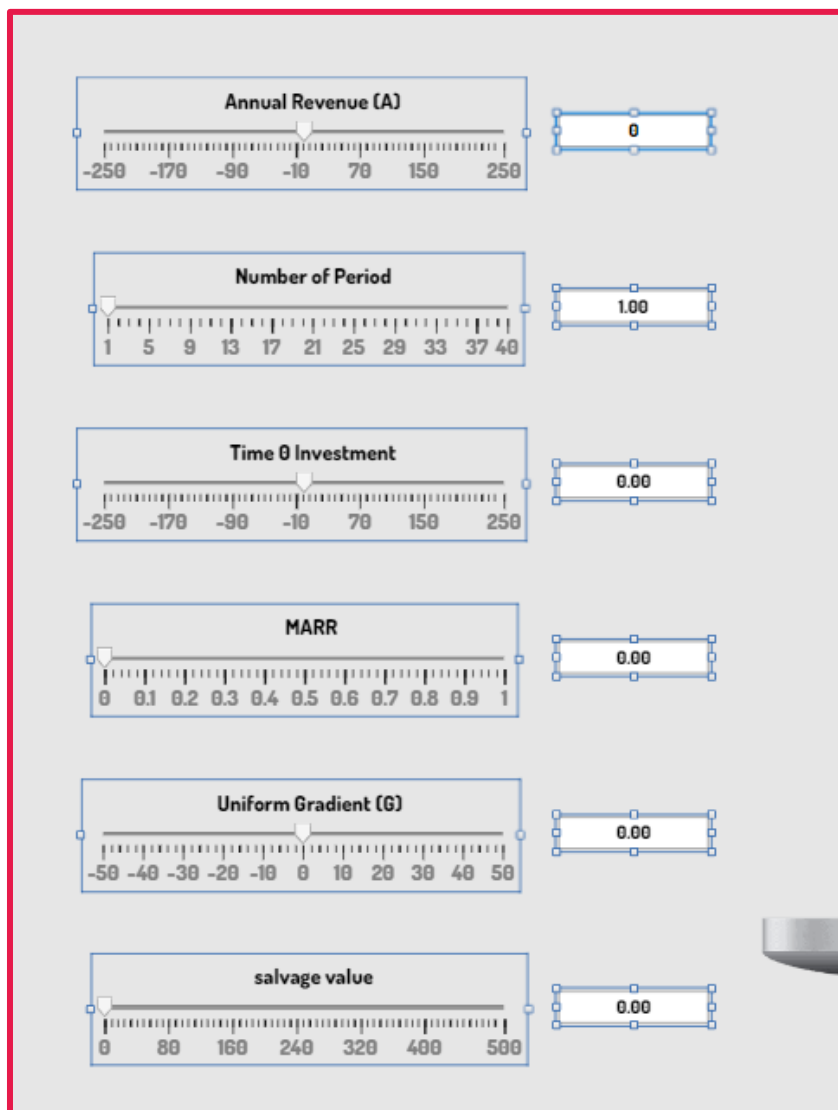 Annual Revenue (A)
0
-250 -170 -90 -10 70 150 250
Number of Period
1.00
1 5 9 13 17 21 25 29 33 37 40
Time 0 Investment
0.00
-250 -170 -90 -10 70 150 250
MARR
0.00
0 0.1 0.2 0.3 0.4 0.5 0.6 0.7 0.8 0.9 1
Uniform Gradient (G)
0.00
-50 -40 -30 -20 -10 0 10 20 30 40 50
salvage value
0.00
0 80 160 240 320 400 500